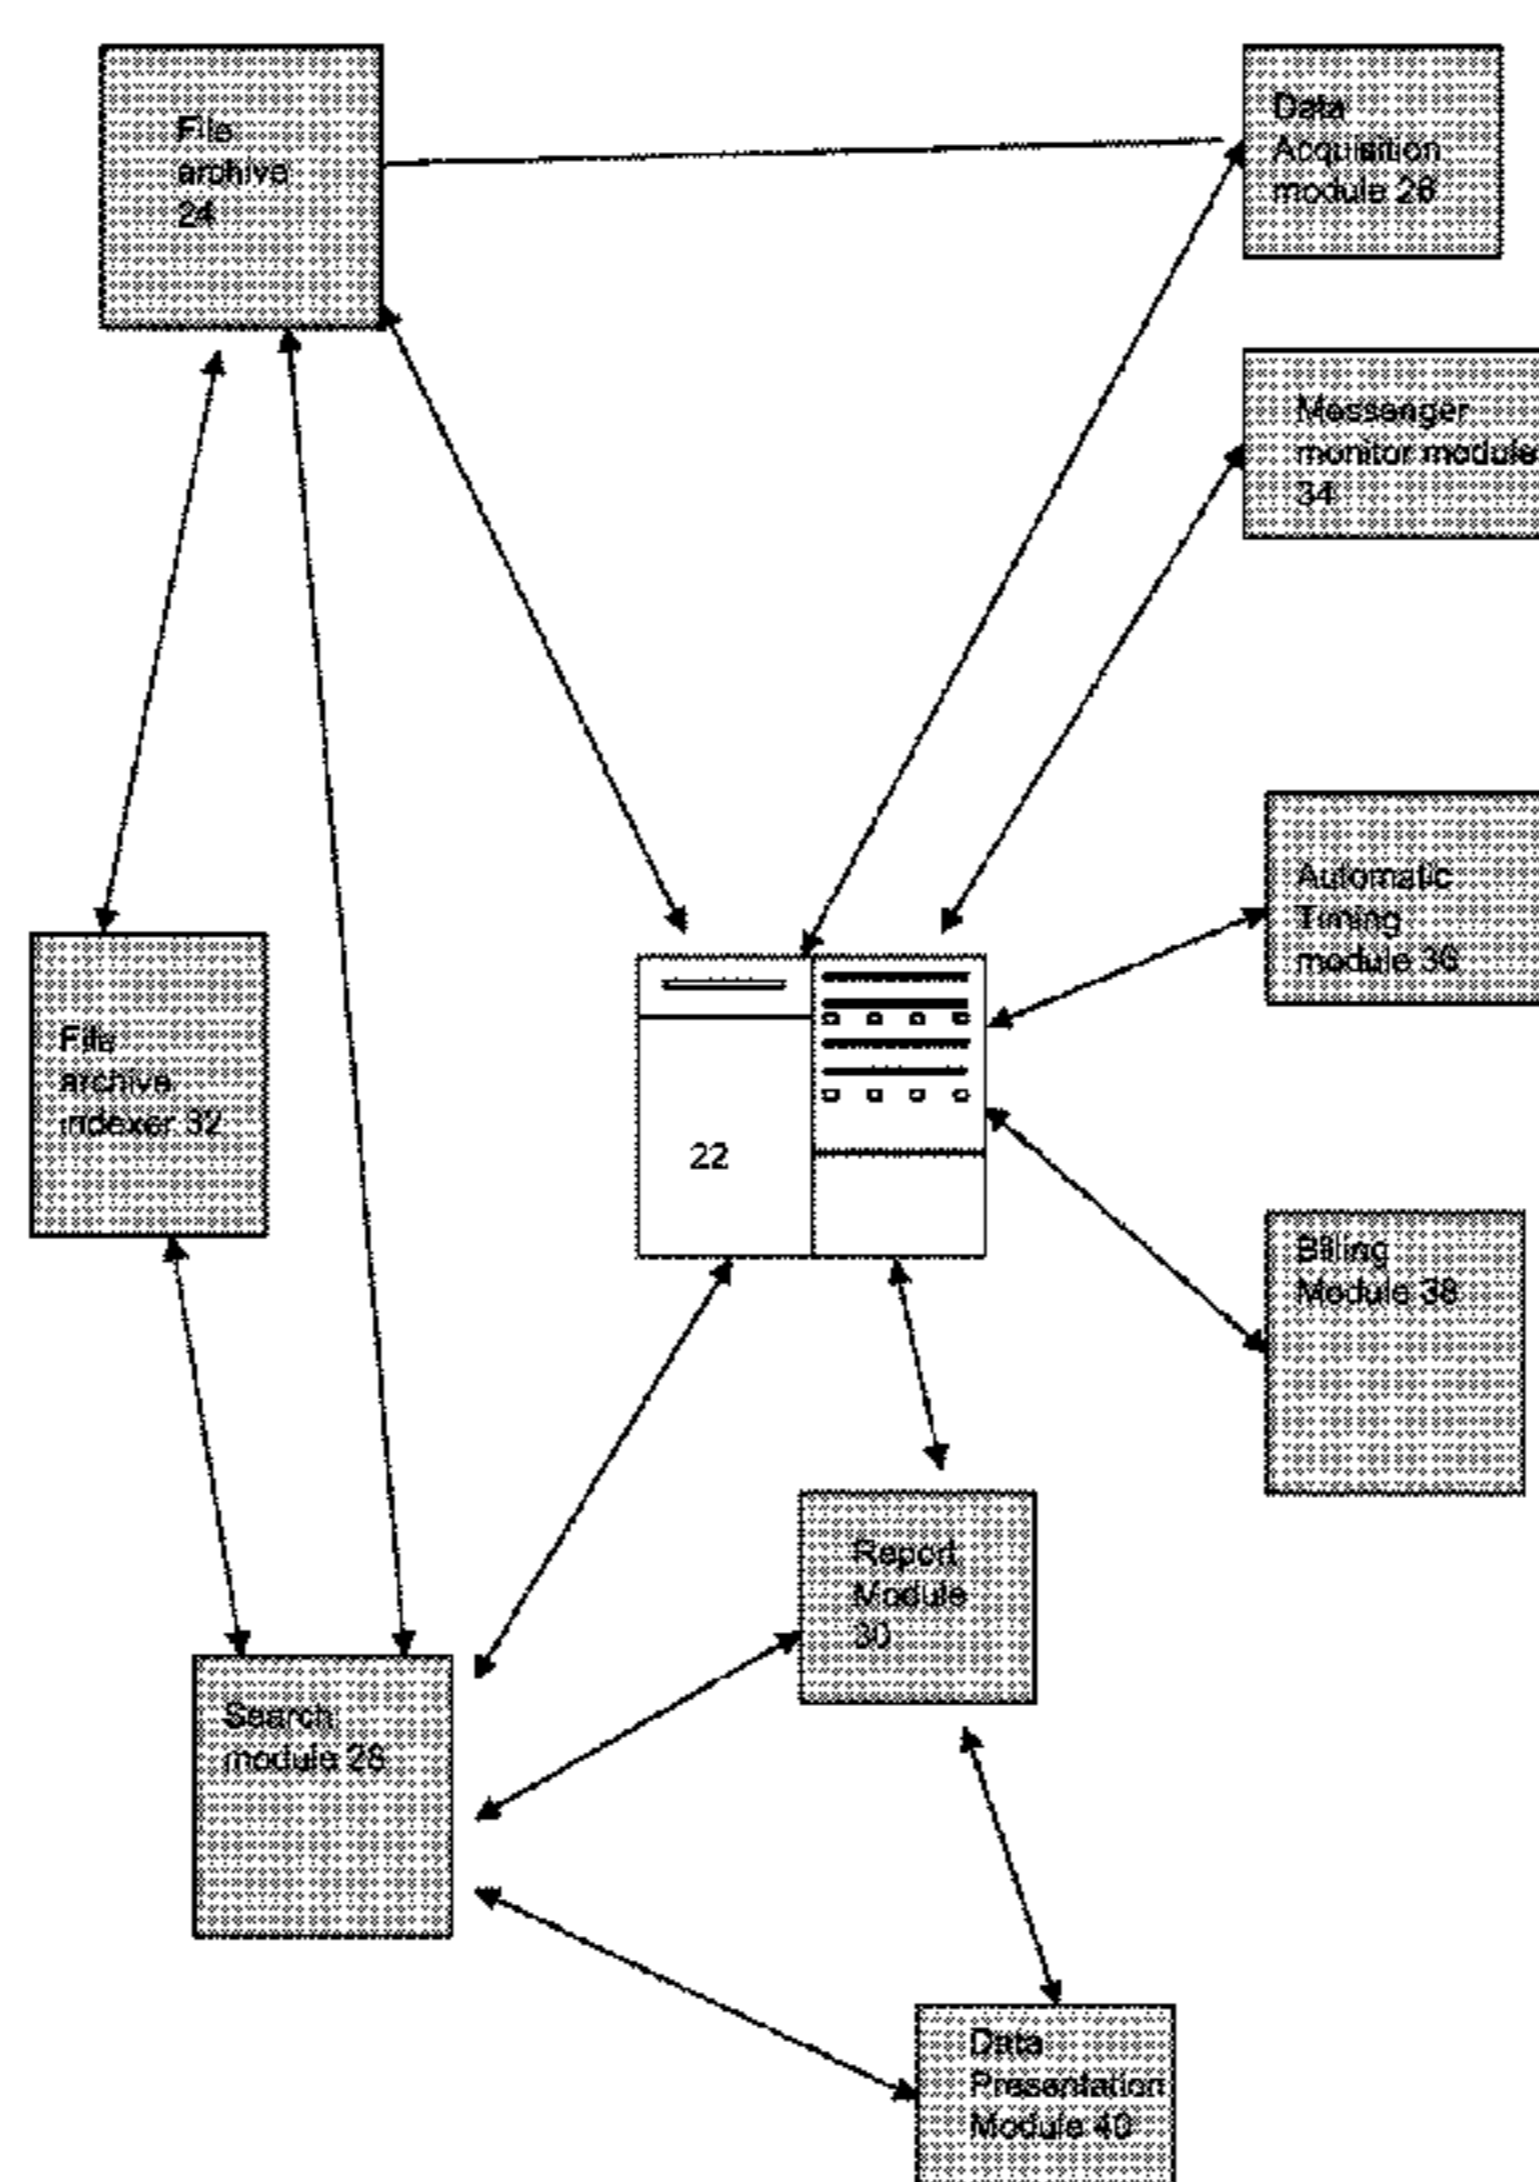 File
archive
24
Data
Acquisition
module 26
Messenger
monitor module
34
Automatic
Timing
module 36
File
archive
indexer 32
22
Billing
Module 38
Report
Module
30
Search
module 28
Data
Presentation
Module 40